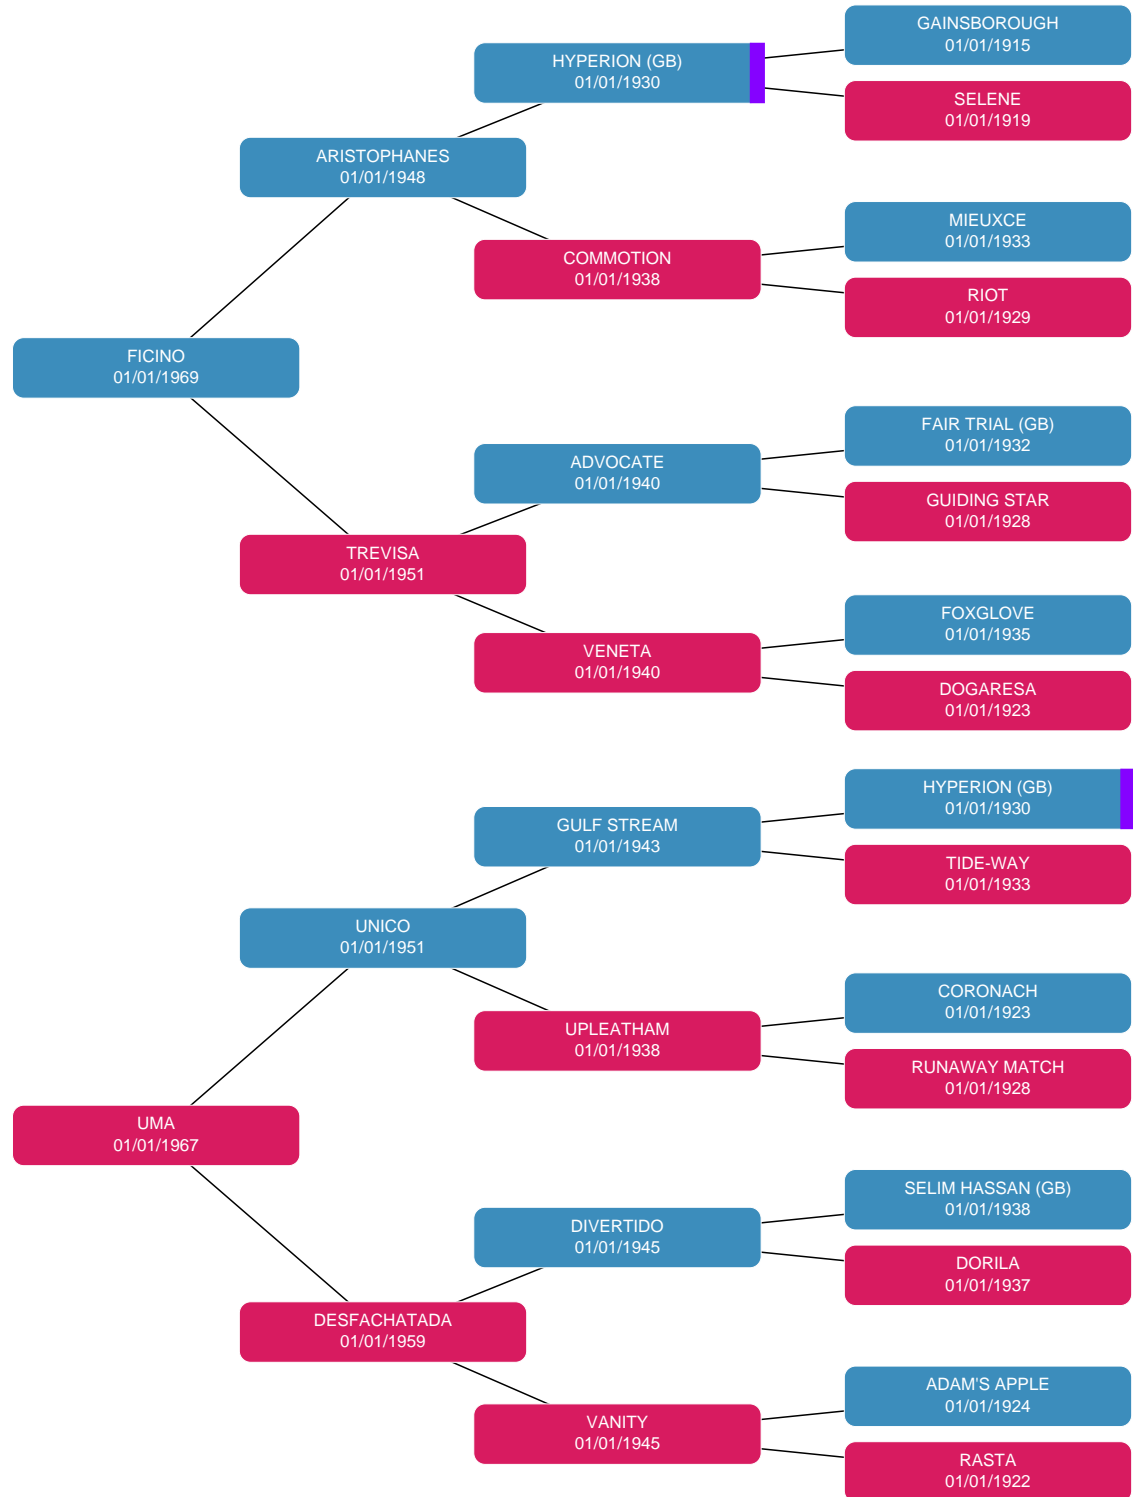 GAINSBOROUGH
01/01/1915
HYPERION (GB)
01/01/1930
SELENE
01/01/1919
ARISTOPHANES
01/01/1948
MIEUXCE
01/01/1933
COMMOTION
01/01/1938
RIOT
01/01/1929
FICINO
01/01/1969
FAIR TRIAL (GB)
01/01/1932
ADVOCATE
01/01/1940
GUIDING STAR
01/01/1928
TREVISA
01/01/1951
FOXGLOVE
01/01/1935
VENETA
01/01/1940
DOGARESA
01/01/1923
HYPERION (GB)
01/01/1930
GULF STREAM
01/01/1943
TIDE-WAY
01/01/1933
UNICO
01/01/1951
CORONACH
01/01/1923
UPLEATHAM
01/01/1938
RUNAWAY MATCH
01/01/1928
UMA
01/01/1967
SELIM HASSAN (GB)
01/01/1938
DIVERTIDO
01/01/1945
DORILA
01/01/1937
DESFACHATADA
01/01/1959
ADAM'S APPLE
01/01/1924
VANITY
01/01/1945
RASTA
01/01/1922